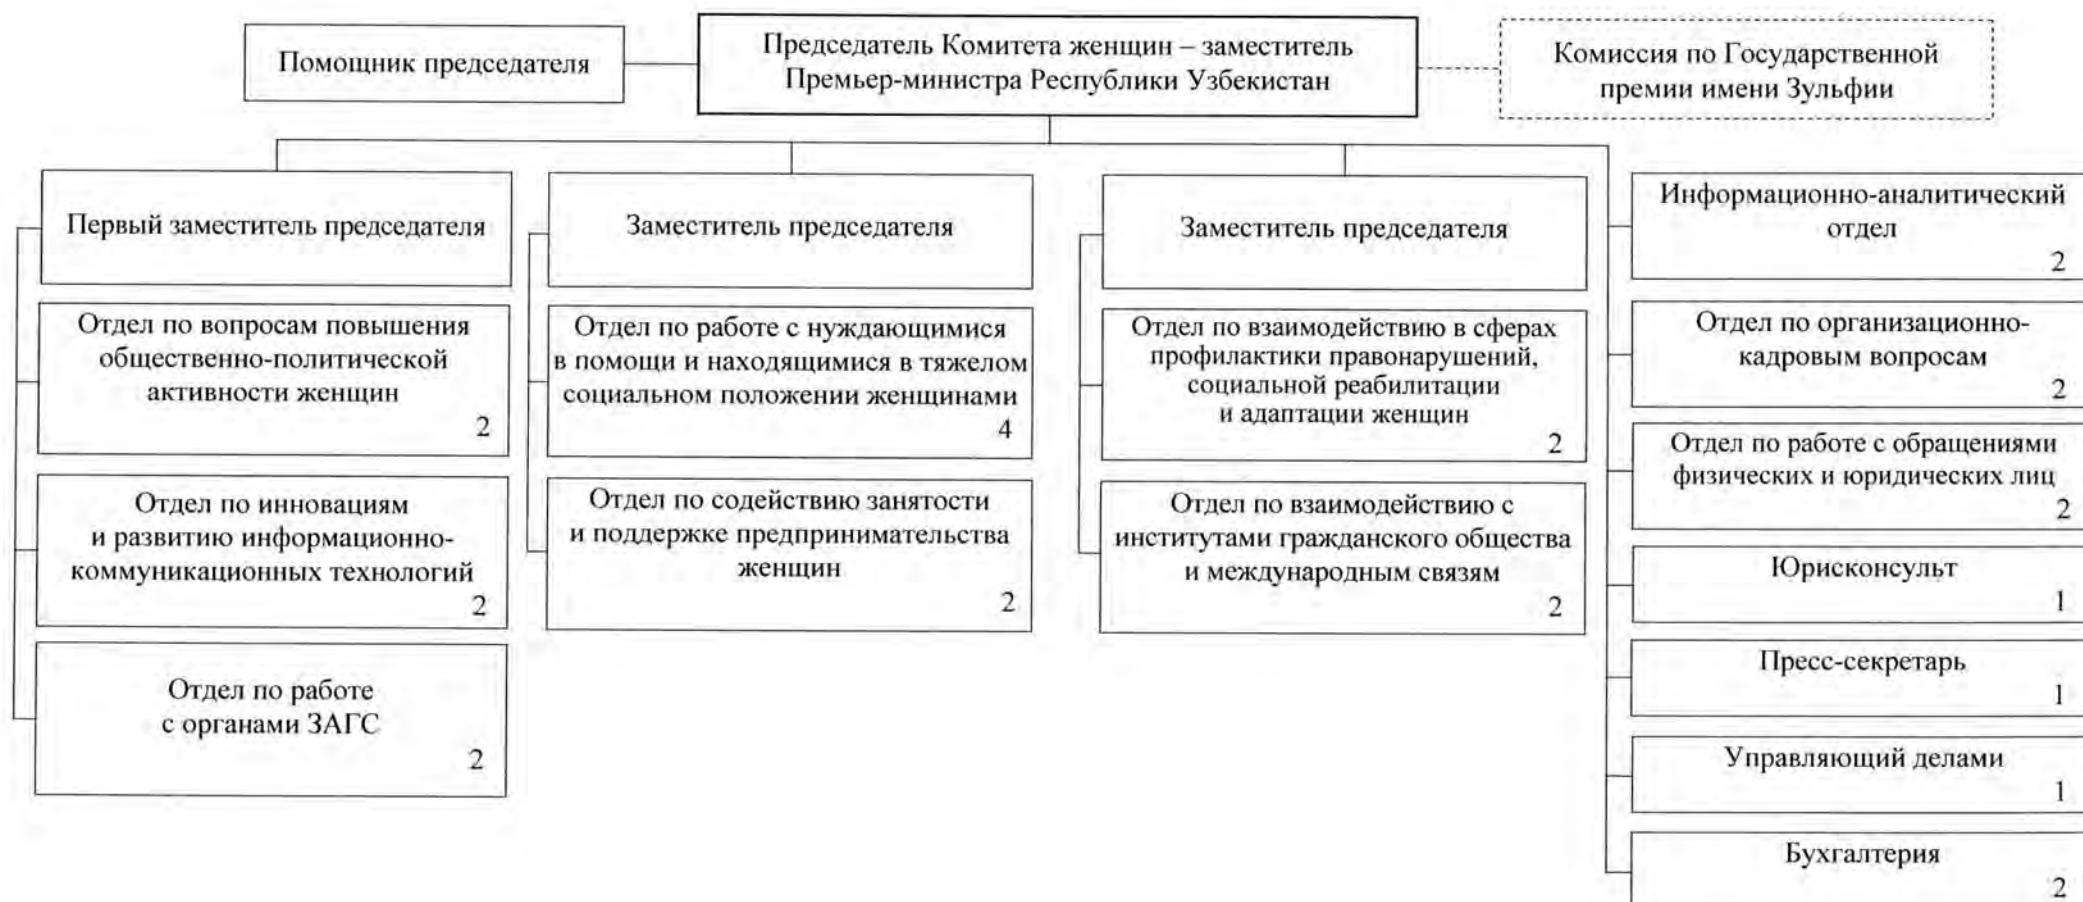 Помощник председателя
Председатель Комитета женщин – заместитель
Премьер-министра Республики Узбекистан
Комиссия по Государственной
премии имени Зульфии
Первый заместитель председателя
Отдел по вопросам повышения
общественно-политической
активности женщин
2
Отдел по инновациям
и развитию информационно-
коммуникационных технологий
2
Отдел по работе
с органами ЗАГС
2
Заместитель председателя
Отдел по работе с нуждающимися
в помощи и находящимися в тяжелом
социальном положении женщинами
4
Отдел по содействию занятости
и поддержке предпринимательства
женщин
2
Заместитель председателя
Отдел по взаимодействию в сферах
профилактики правонарушений,
социальной реабилитации
и адаптации женщин
2
Отдел по взаимодействию с
институтами гражданского общества
и международным связям
2
Информационно-аналитический
отдел
2
Отдел по организационно-
кадровым вопросам
2
Отдел по работе с обращениями
физических и юридических лиц
2
Юрисконсульт
1
Пресс-секретарь
1
Управляющий делами
1
Бухгалтерия
2